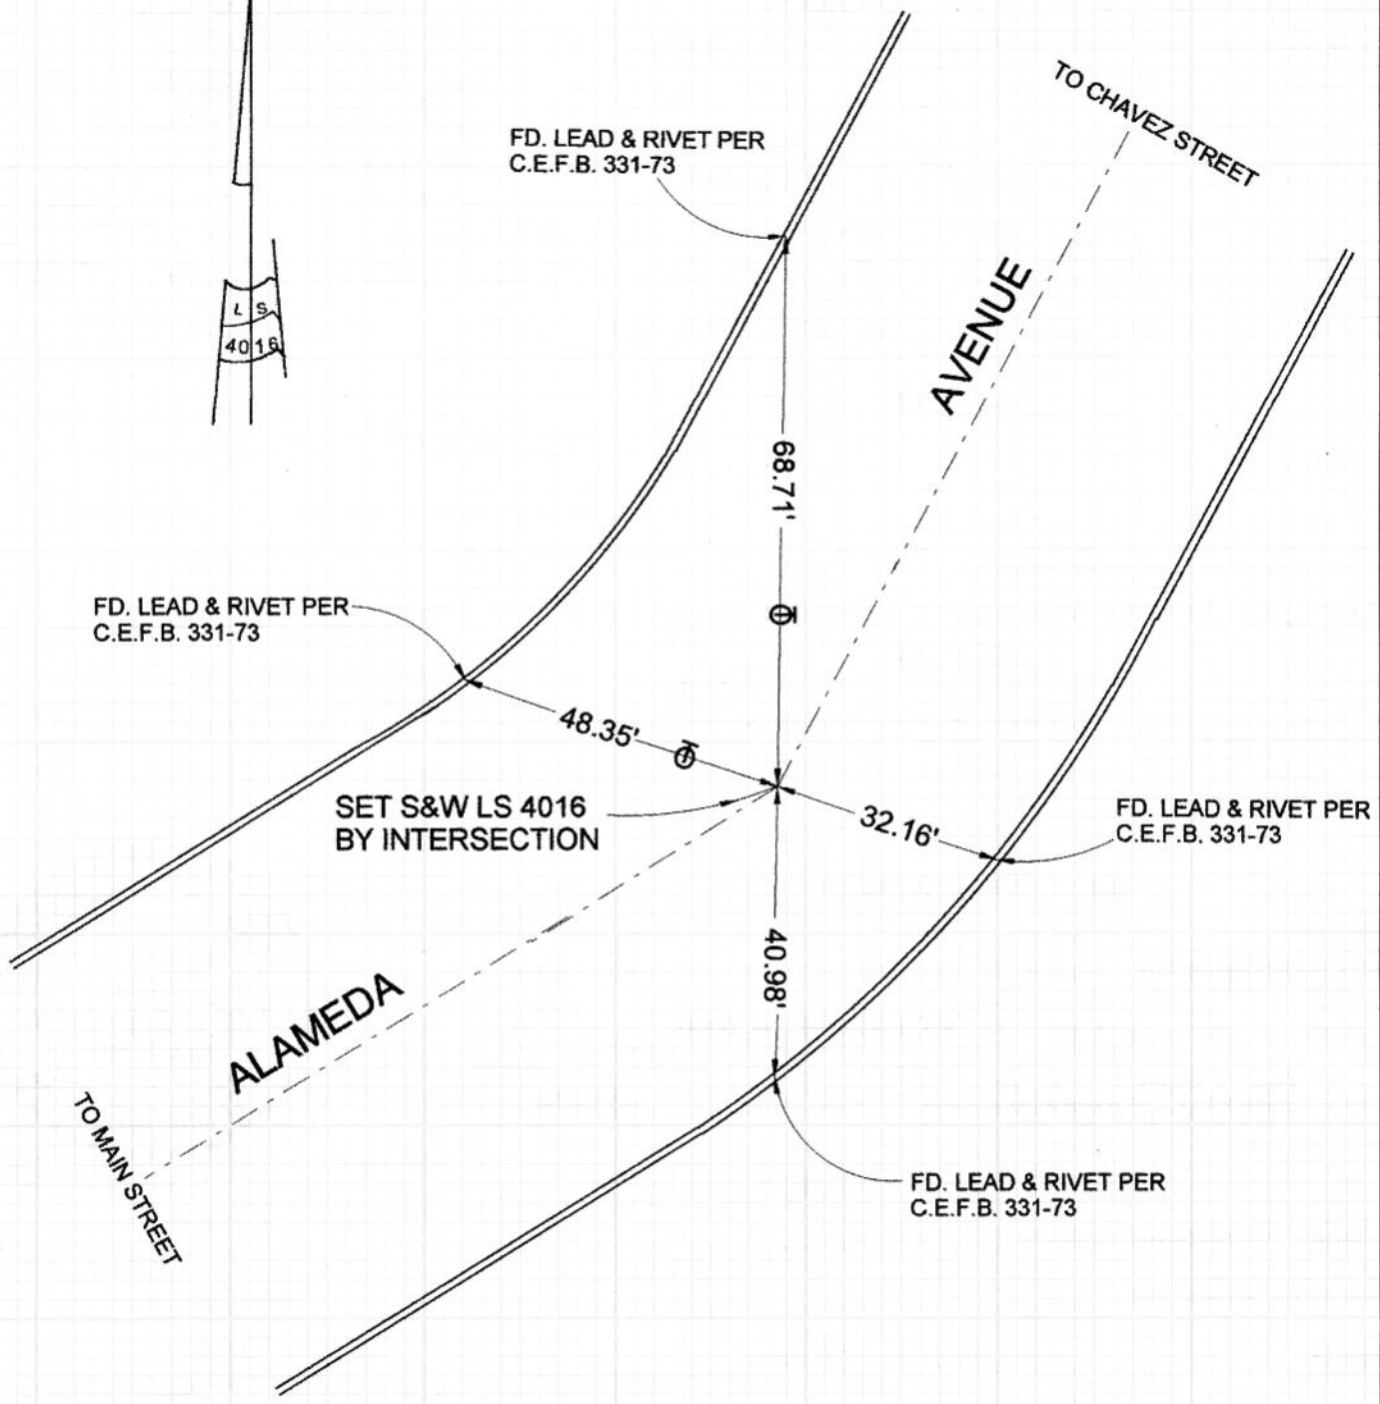 TO CHAVEZ STREET
FD. LEAD & RIVET PER
C.E.F.B. 331-73
L S
4016
AVENUE
68.71'
FD. LEAD & RIVET PER
C.E.F.B. 331-73
48.35'
SET S&W LS 4016
BY INTERSECTION
32.16'
FD. LEAD & RIVET PER
C.E.F.B. 331-73
40.98'
ALAMEDA
TO MAIN STREET
FD. LEAD & RIVET PER
C.E.F.B. 331-73